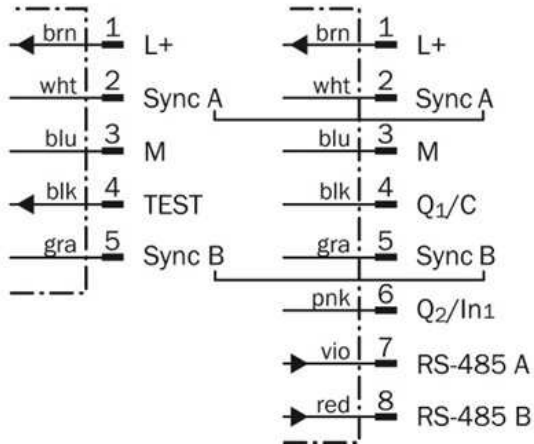 brn 1 L+ brn 1 L+
wht 2 Sync A wht 2 Sync A
blu 3 M blu 3 M
blk 4 TEST blk 4 Q1/C
gra 5 Sync B gra 5 Sync B
pnk 6 Q2/In1
vio 7 RS-485 A
red 8 RS-485 B